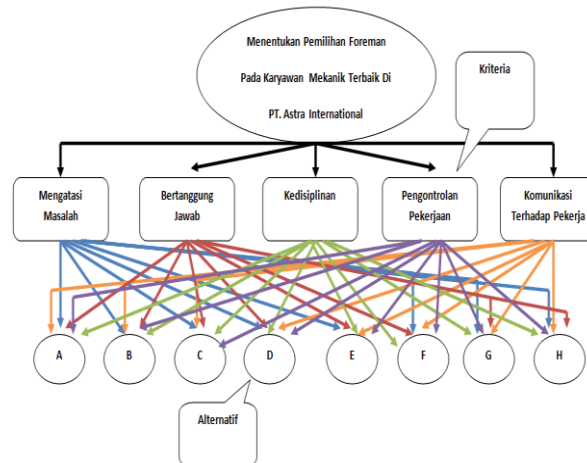 Menentukan Pemilihan Foreman
Pada Karyawan Mekanik Terbaik Di
PT. Astra International
Kriteria
Mengatasi
Masalah
Bertanggung
Jawab
Kedisiplinan
Pengontrolan
Pekerjaan
Komunikasi
Terhadap Pekerja
A
B
C
D
E
F
G
H
Alternatif